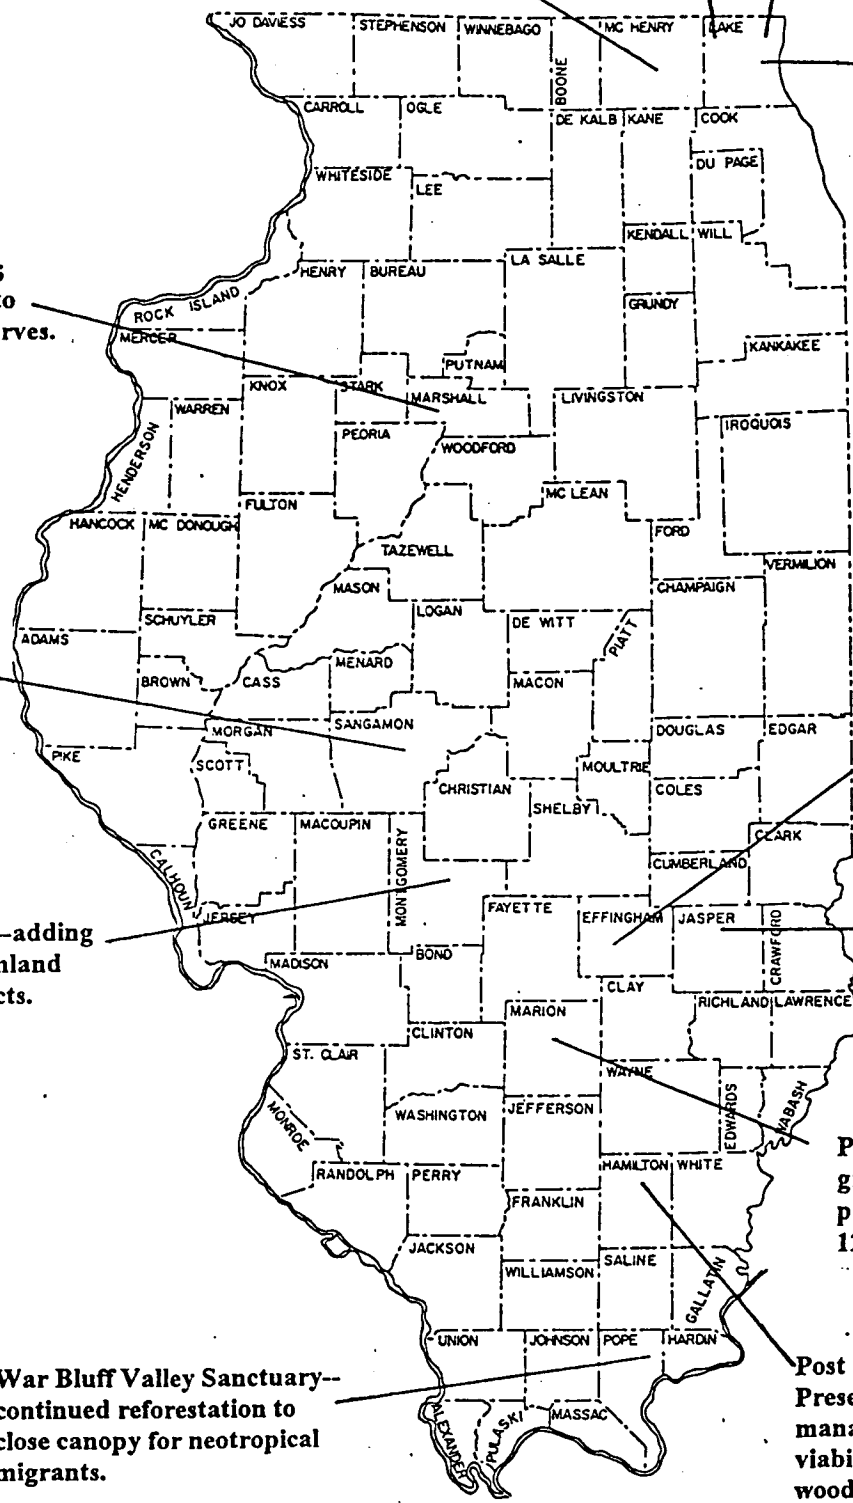 JO DAVIESS
STEPHENSON
WINNEBAGO
BOONE
MC HENRY
LAKE
CARROLL
OGLE
DE KALB
KANE
COOK
DU PAGE
WHITESIDE
LEE
KENDALL
WILL
LA SALLE
HENRY
BUREAU
ROCK ISLAND
GRUNDY
to
rves.
MERCER
KANKAKEE
PUTNAM
KNOX
STARK
MARSHALL
LIVINGSTON
WARREN
HENDERSON
PEORIA
WOODFORD
IROQUOIS
MC LEAN
FULTON
HANCOCK
MC DONOUGH
FORD
TAZEWELL
VERMILION
MASON
CHAMPAIGN
LOGAN
SCHUYLER
DE WITT
PIATT
ADAMS
MENARD
BROWN
CASS
MACON
MORGAN
SANGAMON
DOUGLAS
EDGAR
PIKE
SCOTT
MOULTRIE
CHRISTIAN
COLES
SHELBY
GREENE
MACOUPIN
MONTGOMERY
CLARK
CALHOUN
CUMBERLAND
JERSEY
FAYETTE
EFFINGHAM
JASPER
CRAWFORD
--adding
nland
cts.
BOND
MADISON
CLAY
MARION
RICHLAND
LAWRENCE
CLINTON
ST. CLAIR
WAYNE
EDWARDS
WABASH
MONROE
WASHINGTON
JEFFERSON
P
g
p
1
HAMILTON
WHITE
RANDOLPH
PERRY
FRANKLIN
JACKSON
WILLIAMSON
SALINE
GALLATIN
UNION
JOHNSON
POPE
HARDIN
War Bluff Valley Sanctuary--
continued reforestation to
close canopy for neotropical
migrants.
Post
Prese
mana
viabi
wood
ALEXANDER
PULASKI
MASSAC